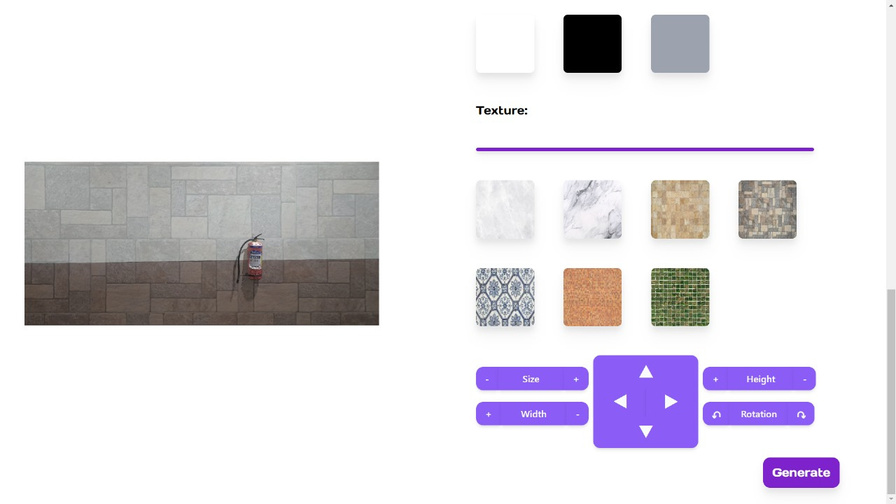 Texture:
- Size +
+ Height -
+ Width -
Rotation
Generate